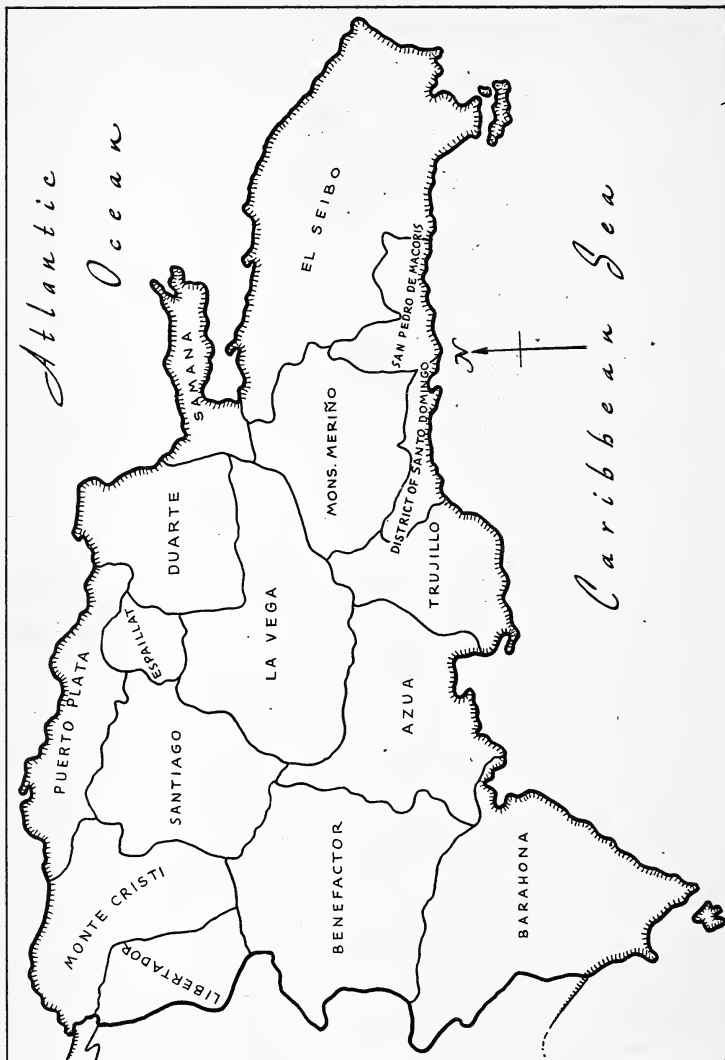 Atlantic
Ocean
PUERTO PLATA
MONTE CRISTI
LIBERTADOR
SANTIAGO
ESPAILLAT
DUARTE
SAMANA
LA VEGA
EL SEIBO
MONS. MERIÑO
SAN PEDRO DE MACORIS
DISTRICT OF SANTO DOMINGO
TRUJILLO
AZUA
BENEFACTOR
BARAHONA
N
Caribbean Sea